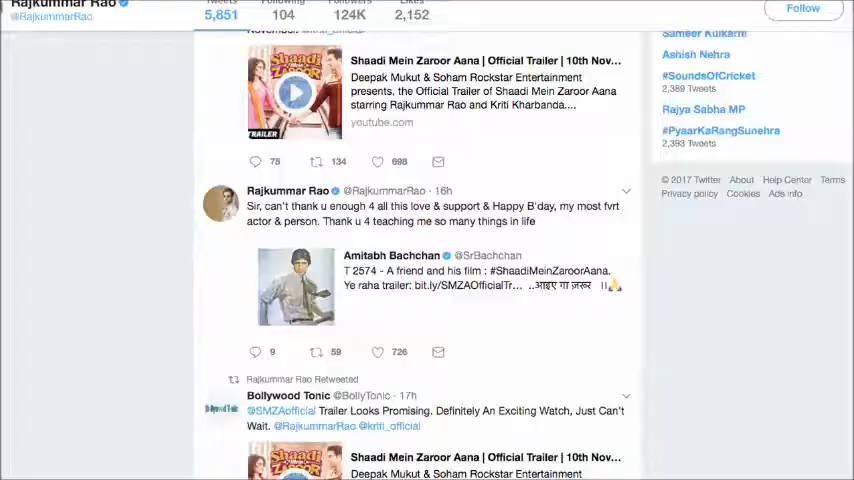 Rajkummar Rao
@RajkummarRao
Tweets Following Followers Likes
5,851 104 124K 2,152
Follow
November. @kriti_official
Shaadi Mein Zaroor Aana | Official Trailer | 10th Nov...
Deepak Mukut & Soham Rockstar Entertainment
presents, the Official Trailer of Shaadi Mein Zaroor Aana
starring Rajkummar Rao and Kriti Kharbanda....
youtube.com
Shaadi
Mein
ZAROOR
TRAILER
75 134 698
Rajkummar Rao @RajkummarRao · 16h
Sir, can't thank u enough 4 all this love & support & Happy B'day, my most fvrt
actor & person. Thank u 4 teaching me so many things in life
Amitabh Bachchan @SrBachchan
T 2574 - A friend and his film : #ShaadiMeinZaroorAana.
Ye raha trailer: bit.ly/SMZAOfficialTr... ..आइए गा ज़रूर ||🙏
9 59 726
Rajkummar Rao Retweeted
Bollywood Tonic @BollyTonic · 17h
@SMZAofficial Trailer Looks Promising. Definitely An Exciting Watch, Just Can't
Wait. @RajkummarRao @kriti_official
Shaadi Mein Zaroor Aana | Official Trailer | 10th Nov...
Deepak Mukut & Soham Rockstar Entertainment
Sameer Kulkarni
Ashish Nehra
#SoundsOfCricket
2,389 Tweets
Rajya Sabha MP
#PyaarKaRangSunehra
2,393 Tweets
© 2017 Twitter About Help Center Terms
Privacy policy Cookies Ads info